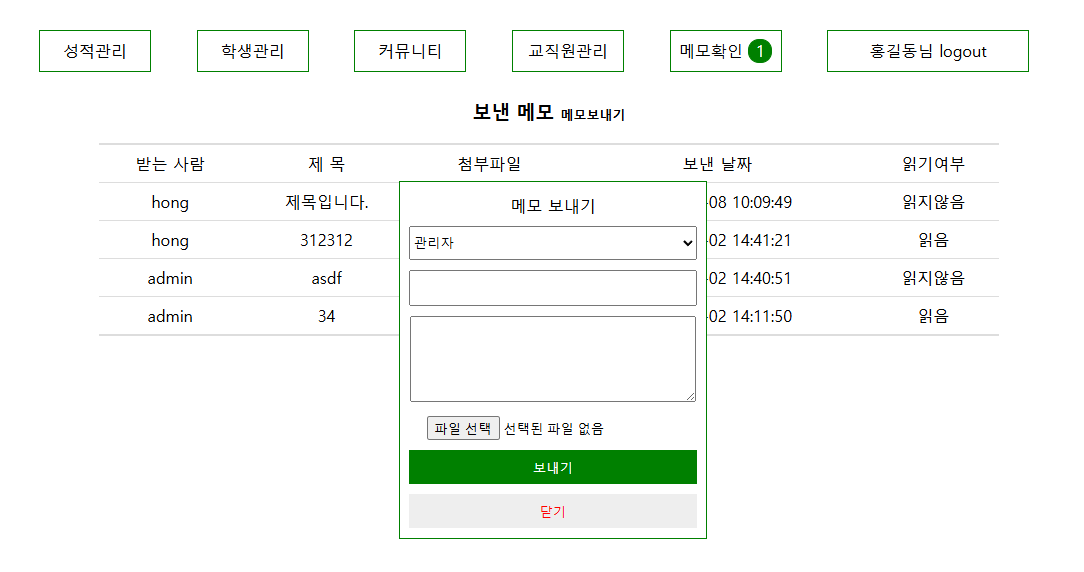 성적관리 학생관리 커뮤니티 교직원관리 메모확인 1 홍길동님 logout
보낸 메모 메모보내기
받는 사람 제 목 첨부파일 보낸 날짜 읽기여부
hong 제목입니다. -08 10:09:49 읽지않음
hong 312312 -02 14:41:21 읽음
admin asdf -02 14:40:51 읽지않음
admin 34 -02 14:11:50 읽음
메모 보내기
관리자
파일 선택 선택된 파일 없음
보내기
닫기